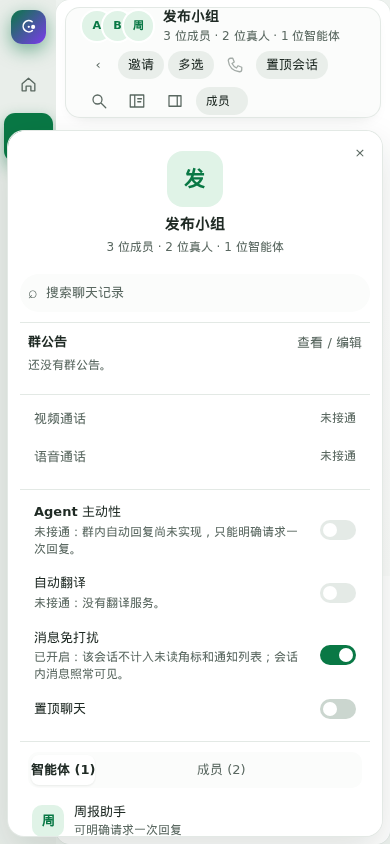 A B 周
发布小组
3 位成员 · 2 位真人 · 1 位智能体
邀请 多选 置顶会话
成员
发
发布小组
3 位成员 · 2 位真人 · 1 位智能体
搜索聊天记录
群公告 查看 / 编辑
还没有群公告。
视频通话 未接通
语音通话 未接通
Agent 主动性
未接通：群内自动回复尚未实现，只能明确请求一
次回复。
自动翻译
未接通：没有翻译服务。
消息免打扰
已开启：该会话不计入未读角标和通知列表；会话
内消息照常可见。
置顶聊天
智能体 (1) 成员 (2)
周 周报助手
可明确请求一次回复